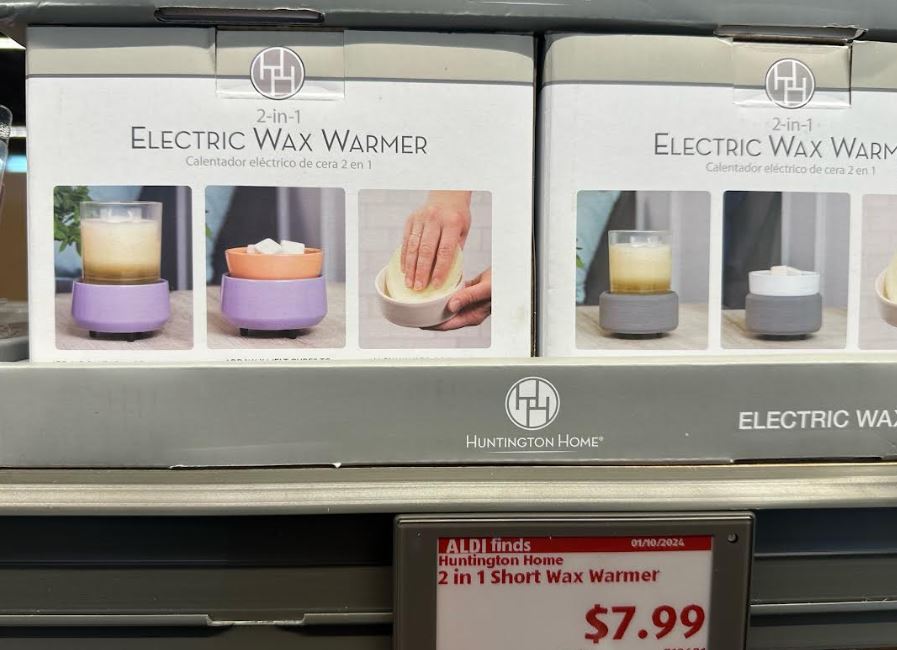 2-in-1
ELECTRIC WAX WARMER
Calentador eléctrico de cera 2 en 1
2-in-1
ELECTRIC WAX WARM
Calentador eléctrico de cera 2 en 1
HUNTINGTON HOME®
ELECTRIC WAX
ALDI finds 01/10/2024
Huntington Home
2 in 1 Short Wax Warmer
$7.99